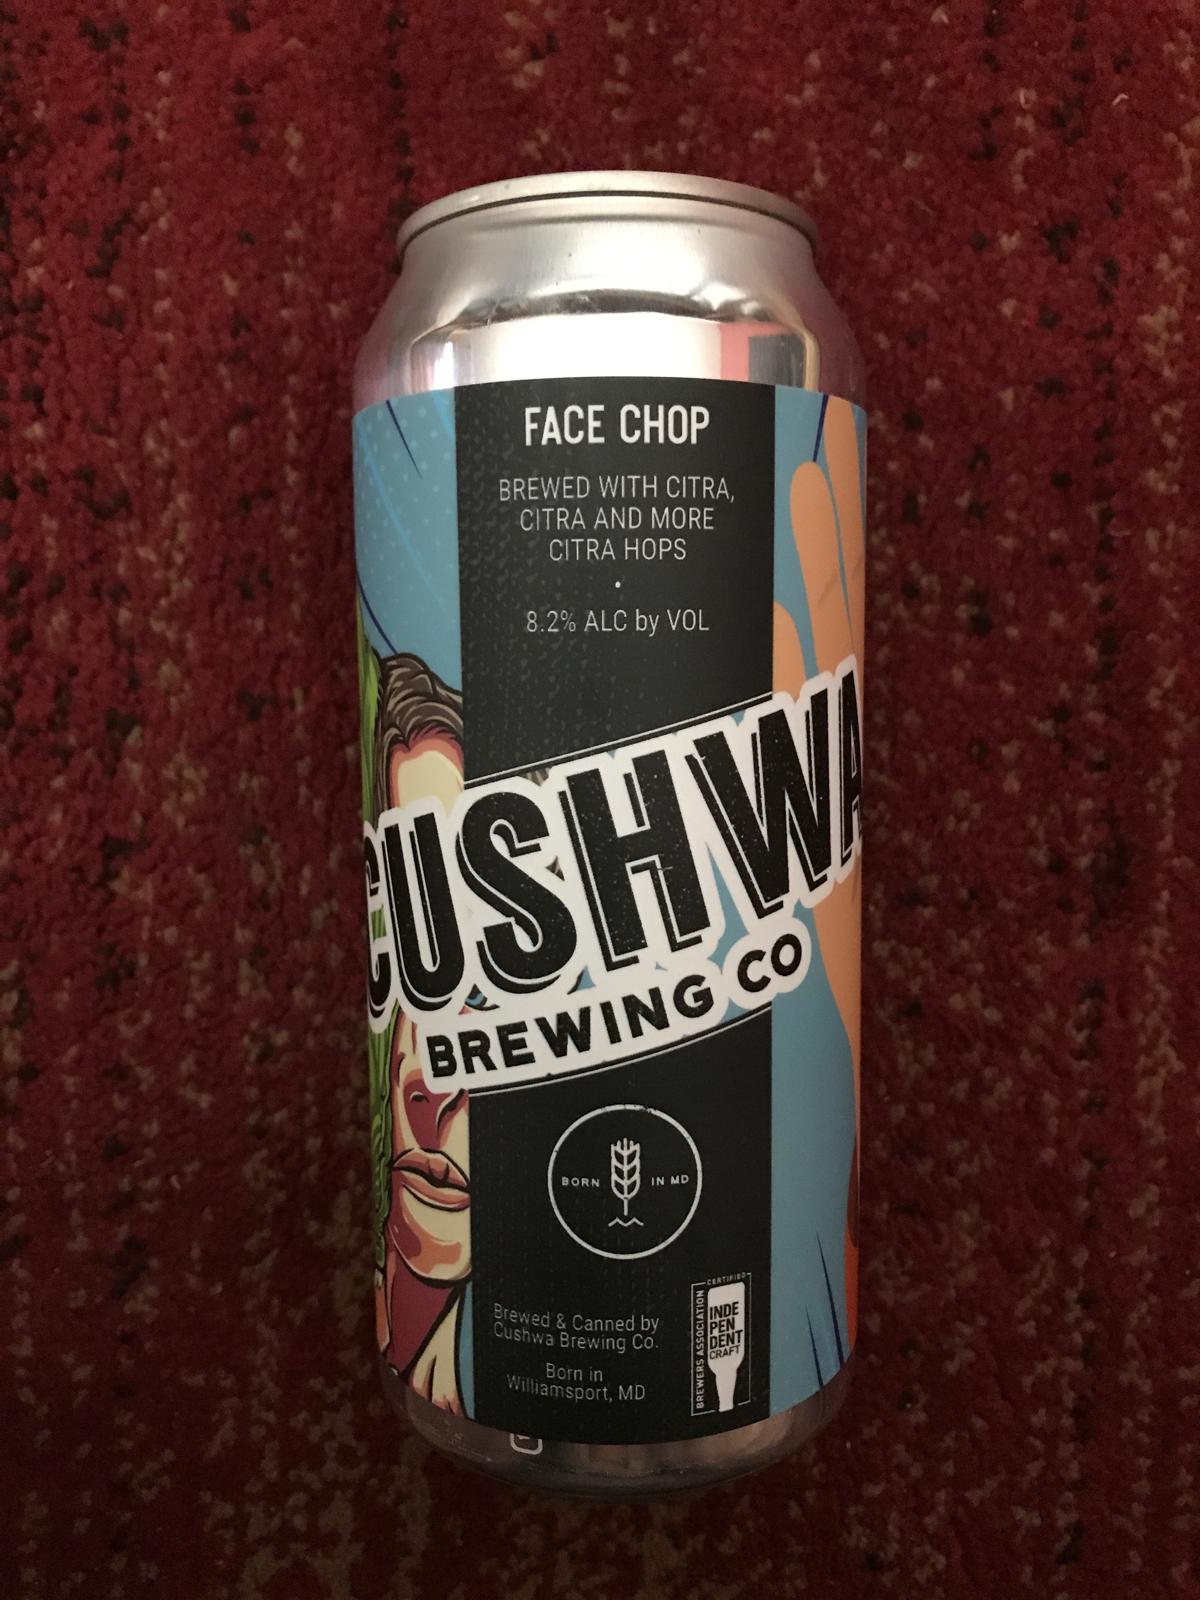 FACE CHOP
BREWED WITH CITRA,
CITRA AND MORE
CITRA HOPS
•
8.2% ALC by VOL
CUSHWA
BREWING CO
BORN IN MD
Brewed & Canned by
Cushwa Brewing Co.
Born in
Williamsport, MD
CERTIFIED
BREWERS ASSOCIATION
INDE
PEN
DENT
CRAFT